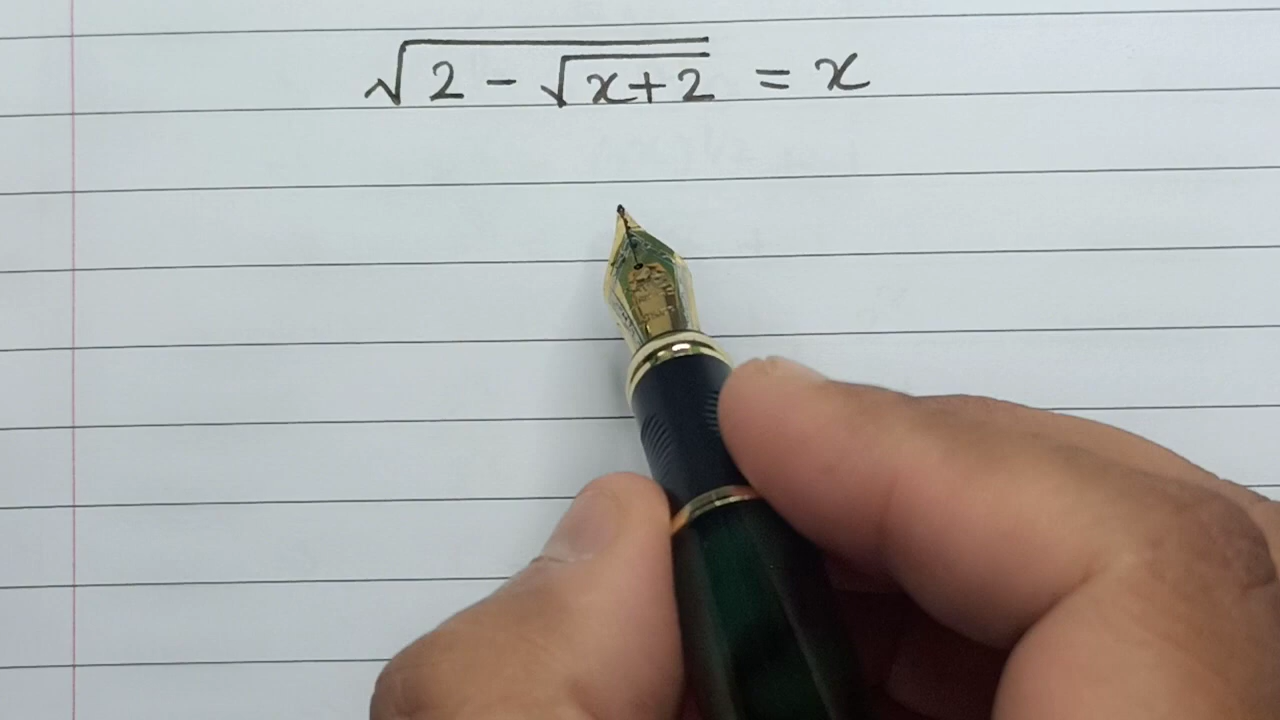 √(2 - √(x+2)) = x